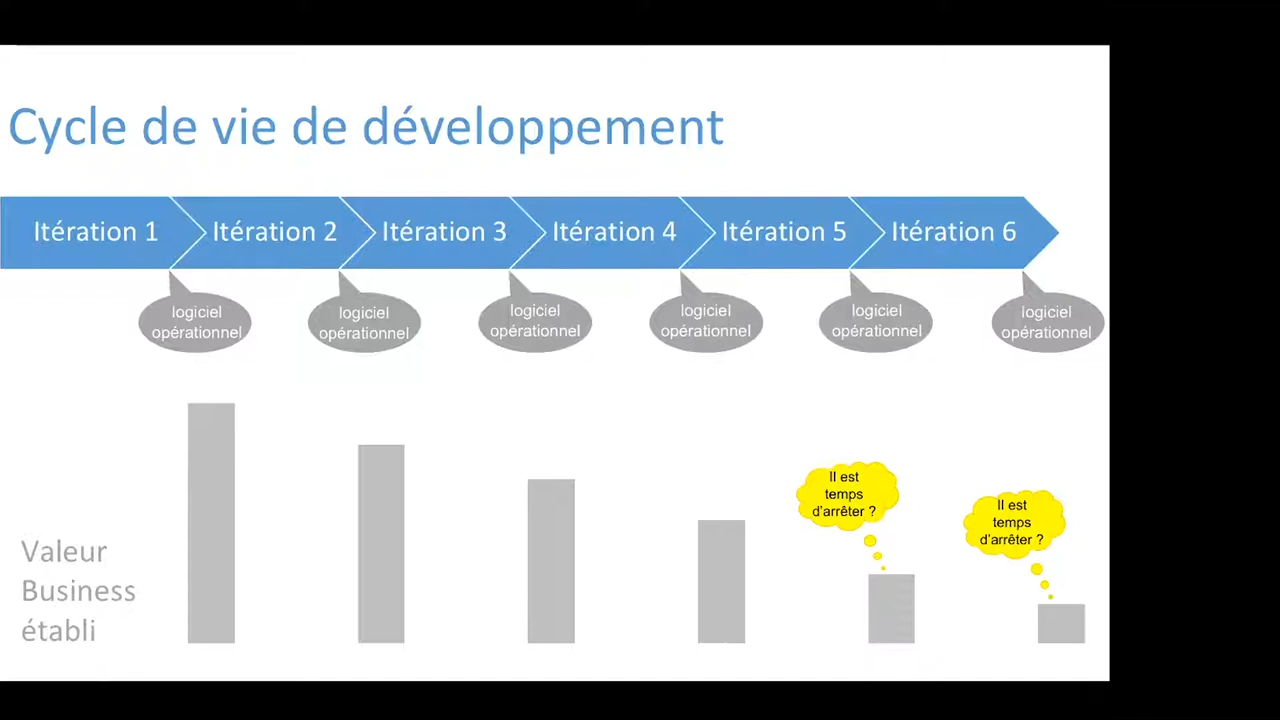 Cycle de vie de développement
Itération 1
Itération 2
Itération 3
Itération 4
Itération 5
Itération 6
logiciel
opérationnel
logiciel
opérationnel
logiciel
opérationnel
logiciel
opérationnel
logiciel
opérationnel
logiciel
opérationnel
Il est
temps
d'arrêter ?
Il est
temps
d'arrêter ?
Valeur
Business
établi